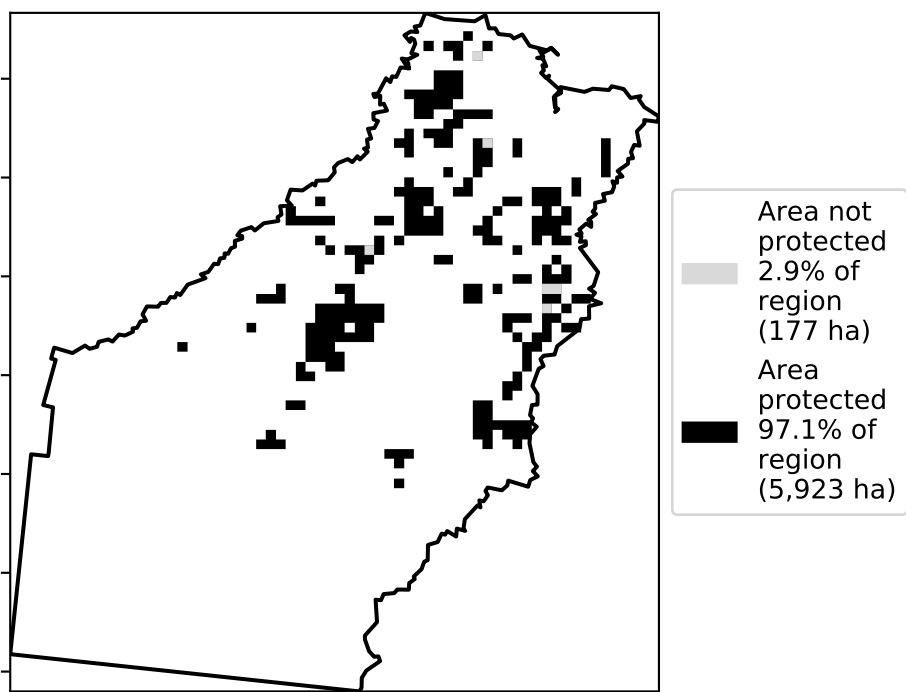 Area not
protected
2.9% of
region
(177 ha)
Area
protected
97.1% of
region
(5,923 ha)